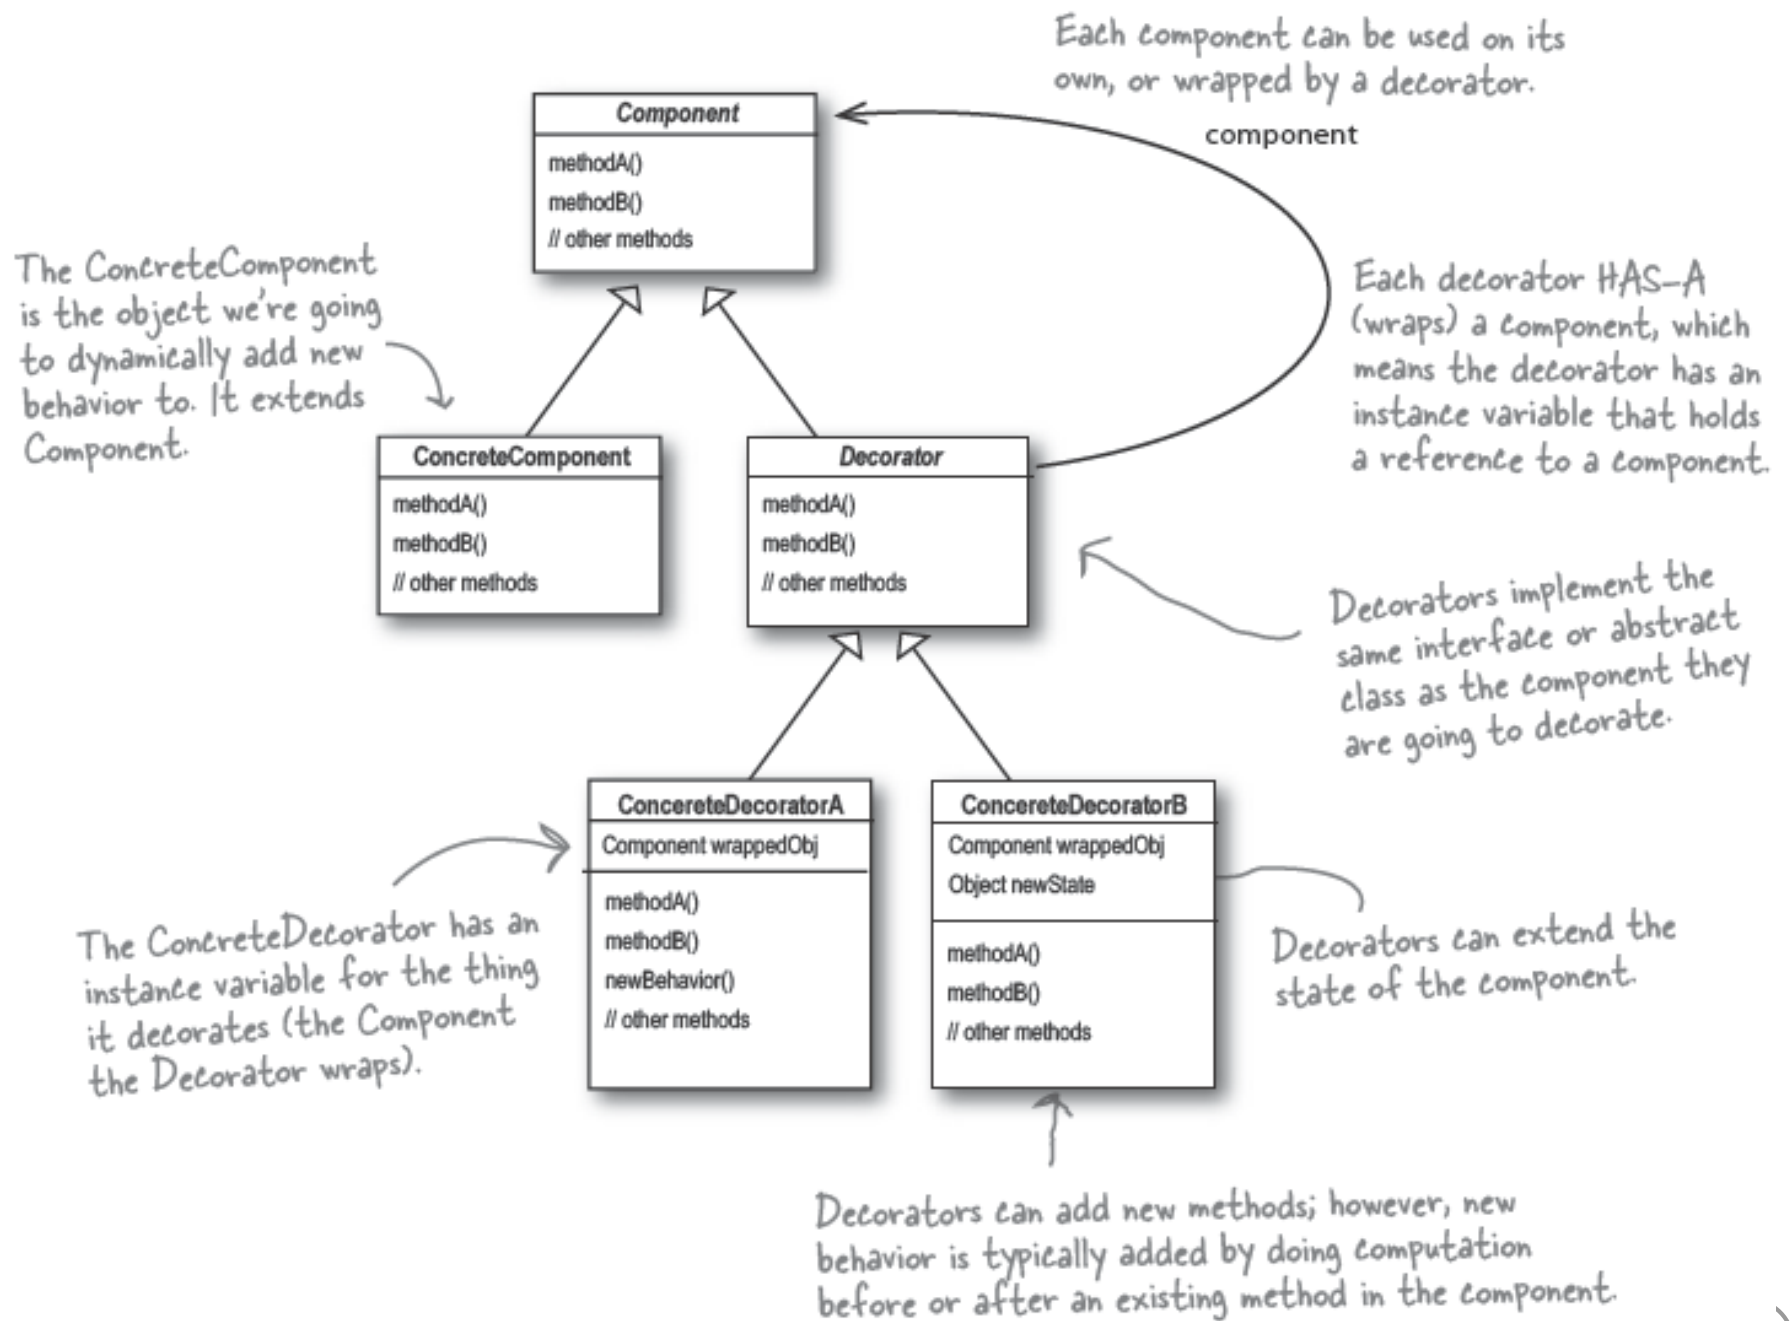 Each component can be used on its
own, or wrapped by a decorator.
component
Component
methodA()
methodB()
// other methods
The ConcreteComponent
is the object we're going
to dynamically add new
behavior to. It extends
Component.
Each decorator HAS-A
(wraps) a component, which
means the decorator has an
instance variable that holds
a reference to a component.
ConcreteComponent
methodA()
methodB()
// other methods
Decorator
methodA()
methodB()
// other methods
Decorators implement the
same interface or abstract
class as the component they
are going to decorate.
ConcereteDecoratorA
Component wrappedObj
methodA()
methodB()
newBehavior()
// other methods
ConcereteDecoratorB
Component wrappedObj
Object newState
methodA()
methodB()
// other methods
The ConcreteDecorator has an
instance variable for the thing
it decorates (the Component
the Decorator wraps).
Decorators can extend the
state of the component.
Decorators can add new methods; however, new
behavior is typically added by doing computation
before or after an existing method in the component.